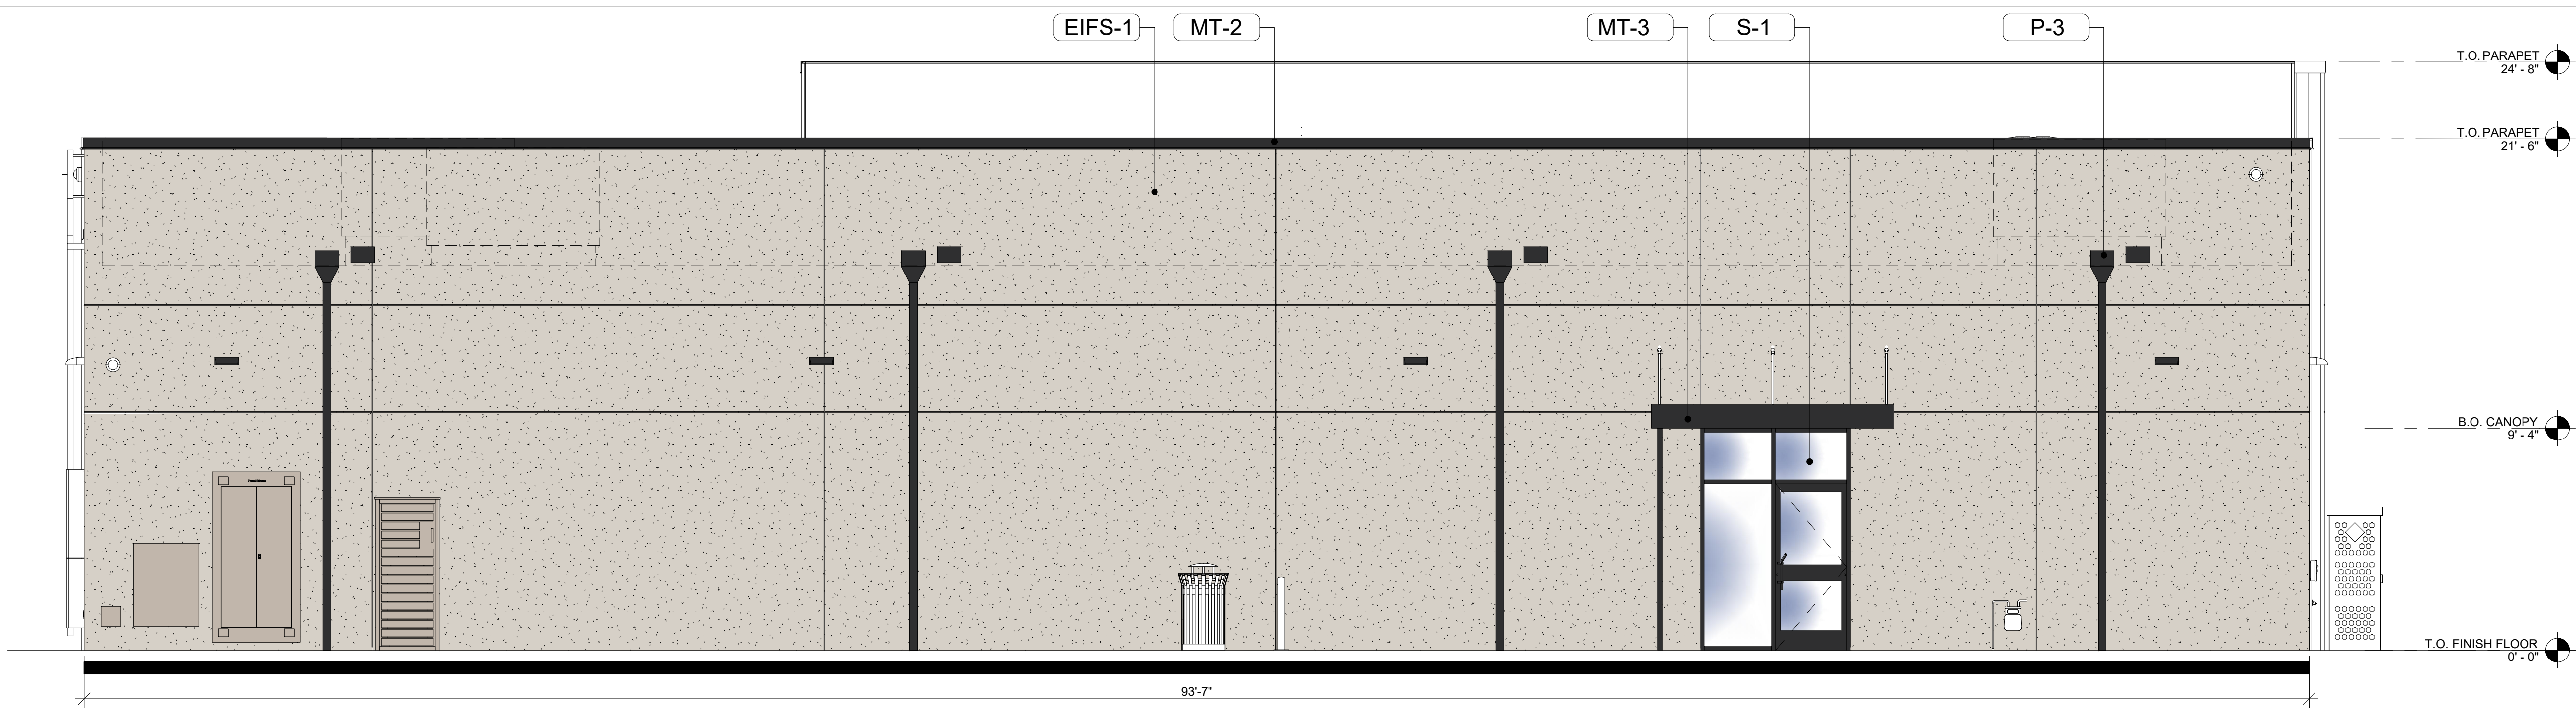 EIFS-1
MT-2
MT-3
S-1
P-3
T.O. PARAPET
24' - 8"
T.O. PARAPET
21' - 6"
B.O. CANOPY
9' - 4"
T.O. FINISH FLOOR
0' - 0"
93'-7"